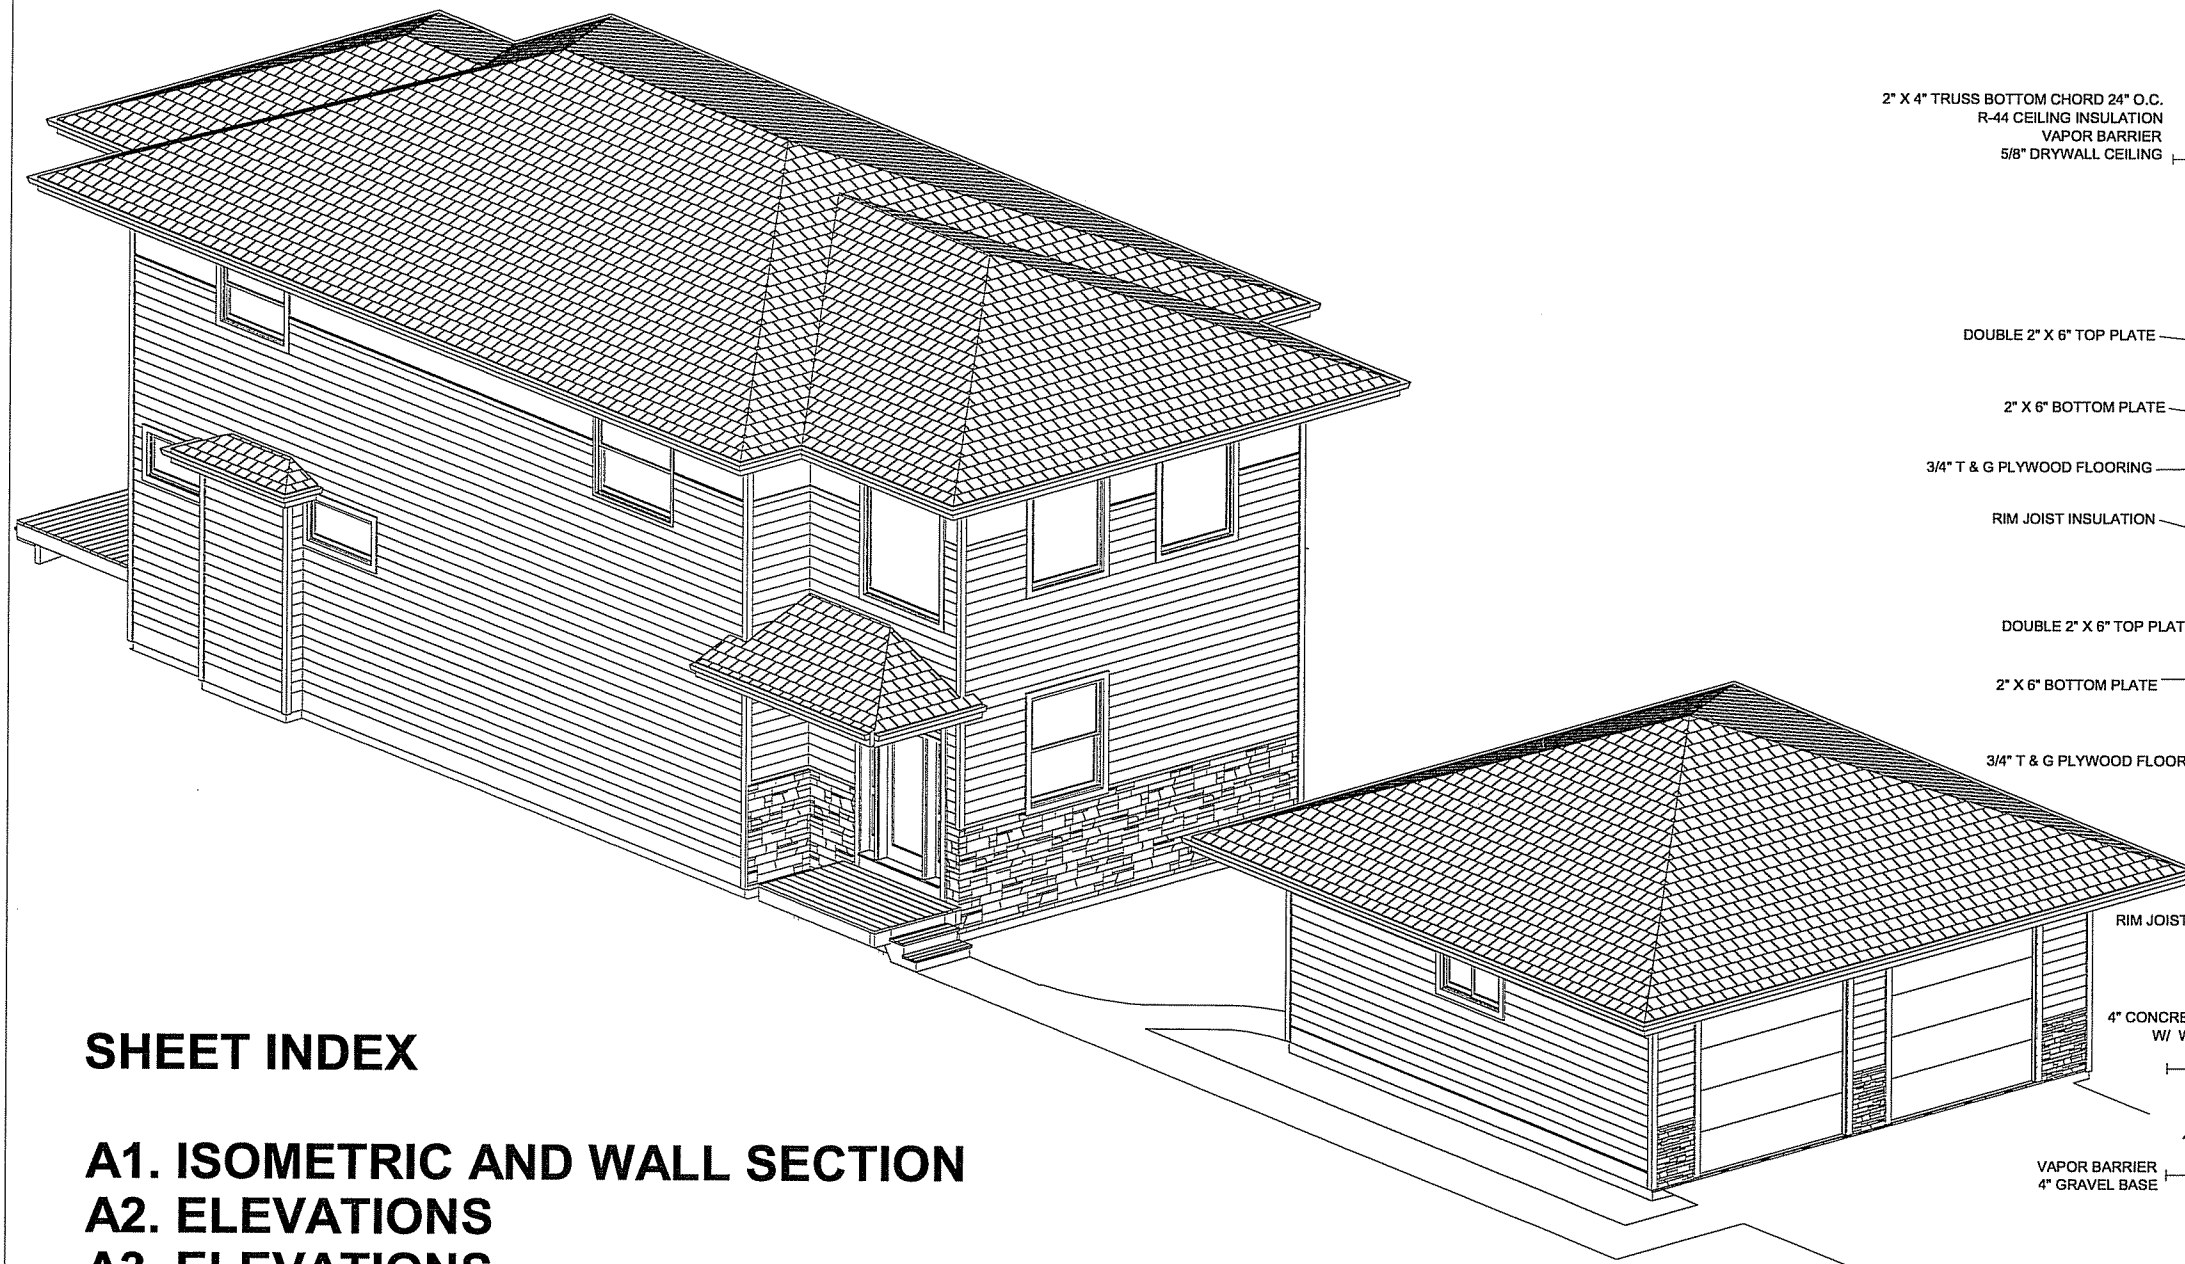 2" X 4" TRUSS BOTTOM CHORD 24" O.C.
R-44 CEILING INSULATION
VAPOR BARRIER
5/8" DRYWALL CEILING
DOUBLE 2" X 6" TOP PLATE
2" X 6" BOTTOM PLATE
3/4" T & G PLYWOOD FLOORING
RIM JOIST INSULATION
DOUBLE 2" X 6" TOP PLAT
2" X 6" BOTTOM PLATE
3/4" T & G PLYWOOD FLOOR
RIM JOIST
4" CONCRE
W/ W
VAPOR BARRIER
4" GRAVEL BASE
SHEET INDEX
A1. ISOMETRIC AND WALL SECTION
A2. ELEVATIONS
A3. ELEVATIONS